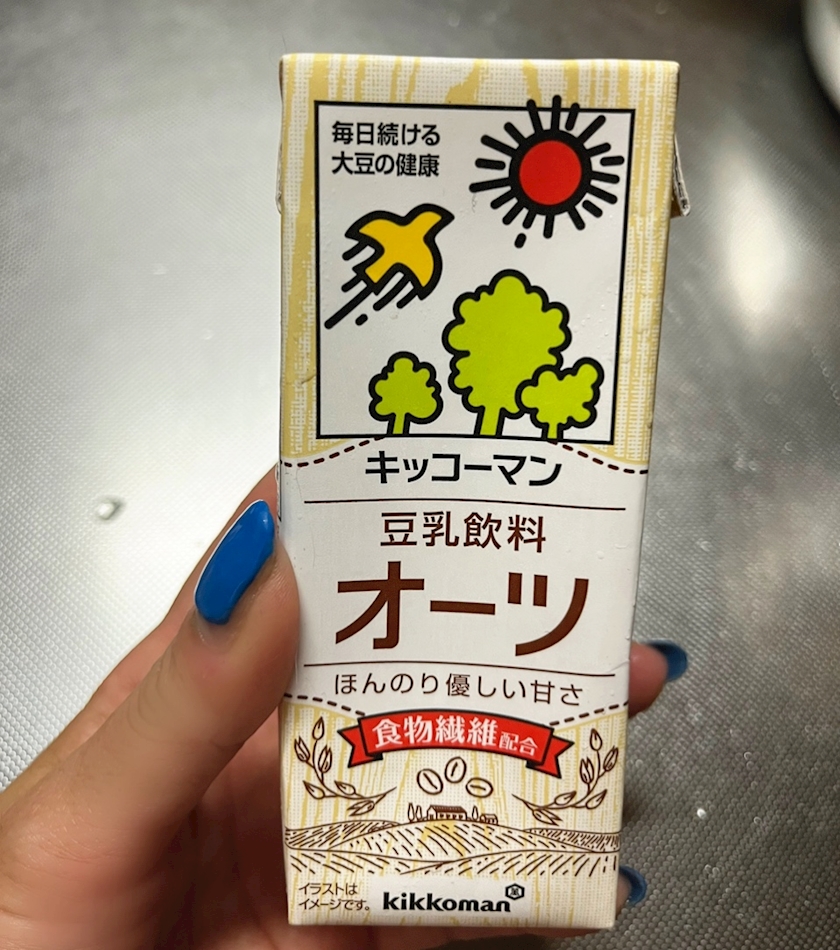 毎日続ける
大豆の健康
キッコーマン
豆乳飲料
オーツ
ほんのり優しい甘さ
食物繊維配合
イラストは
イメージです。
kikkoman